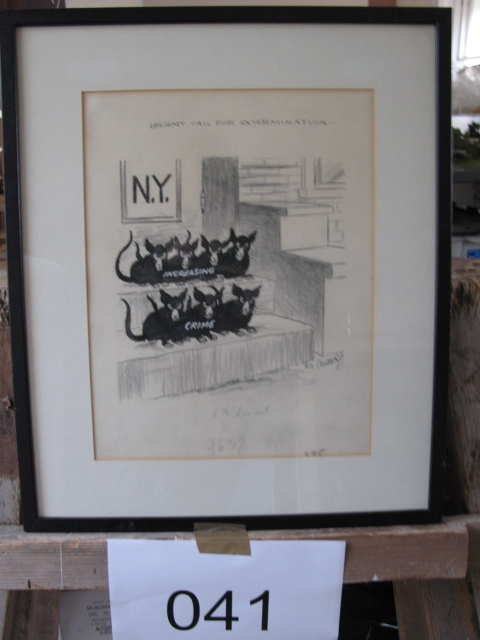 URGENT CALL FOR EXTERMINATION -
N.Y.
INCREASING
CRIME
041